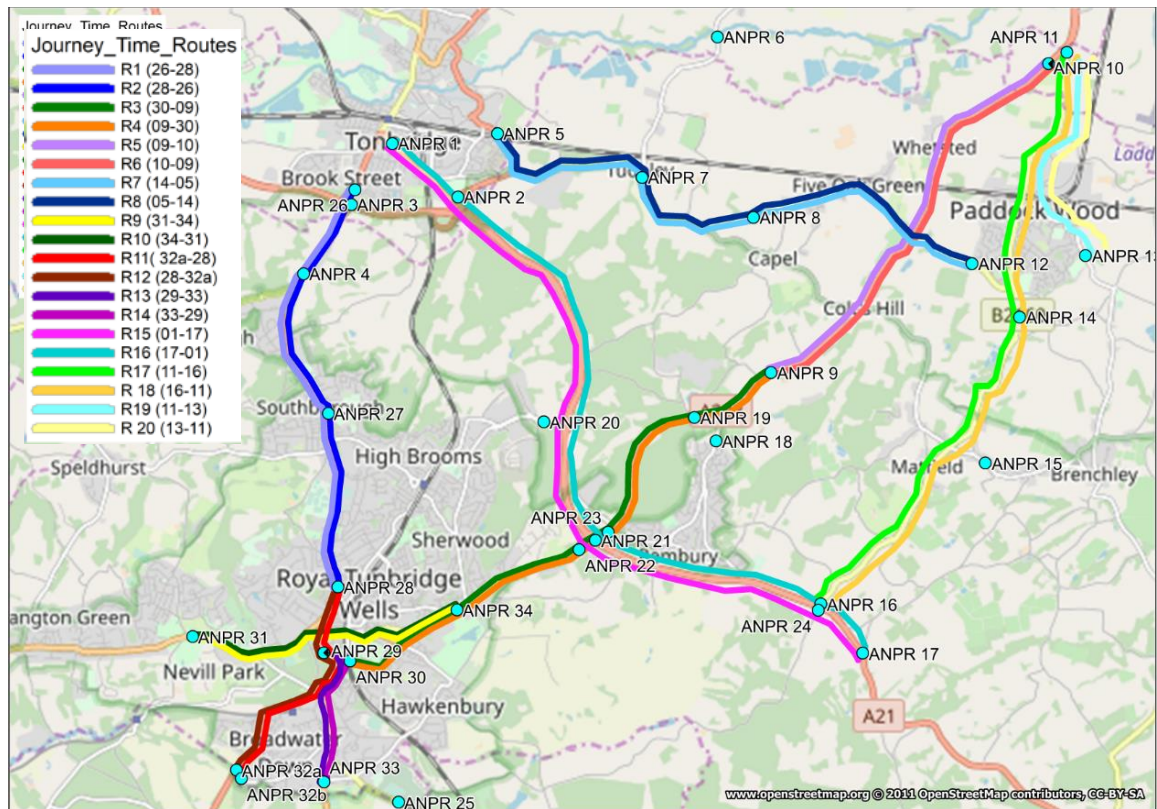 Journey_Time_Routes
Journey_Time_Routes
R1 (26-28)
R2 (28-26)
R3 (30-09)
R4 (09-30)
R5 (09-10)
R6 (10-09)
R7 (14-05)
R8 (05-14)
R9 (31-34)
R10 (34-31)
R11( 32a-28)
R12 (28-32a)
R13 (29-33)
R14 (33-29)
R15 (01-17)
R16 (17-01)
R17 (11-16)
R 18 (16-11)
R19 (11-13)
R 20 (13-11)
ANPR 6
ANPR 11
ANPR 10
ANPR 5
ANPR 1
Whetsted
Brook Street
ANPR 7
Five Oak Green
ANPR 2
ANPR 26
ANPR 3
ANPR 8
Paddock Wood
Capel
ANPR 12
ANPR 13
ANPR 4
Colts Hill
ANPR 14
ANPR 9
Southborough
ANPR 27
ANPR 20
ANPR 19
ANPR 18
High Brooms
Speldhurst
Matfield
ANPR 15
Brenchley
ANPR 23
Sherwood
ANPR 21
Pembury
ANPR 22
Royal Tunbridge
Wells
ANPR 28
ANPR 34
ANPR 16
ANPR 24
angton Green
ANPR 31
ANPR 29
ANPR 17
Nevill Park
ANPR 30
Hawkenbury
A21
Broadwater
ANPR 32a
ANPR 33
ANPR 32b
ANPR 25
www.openstreetmap.org © 2011 OpenStreetMap contributors, CC-BY-SA